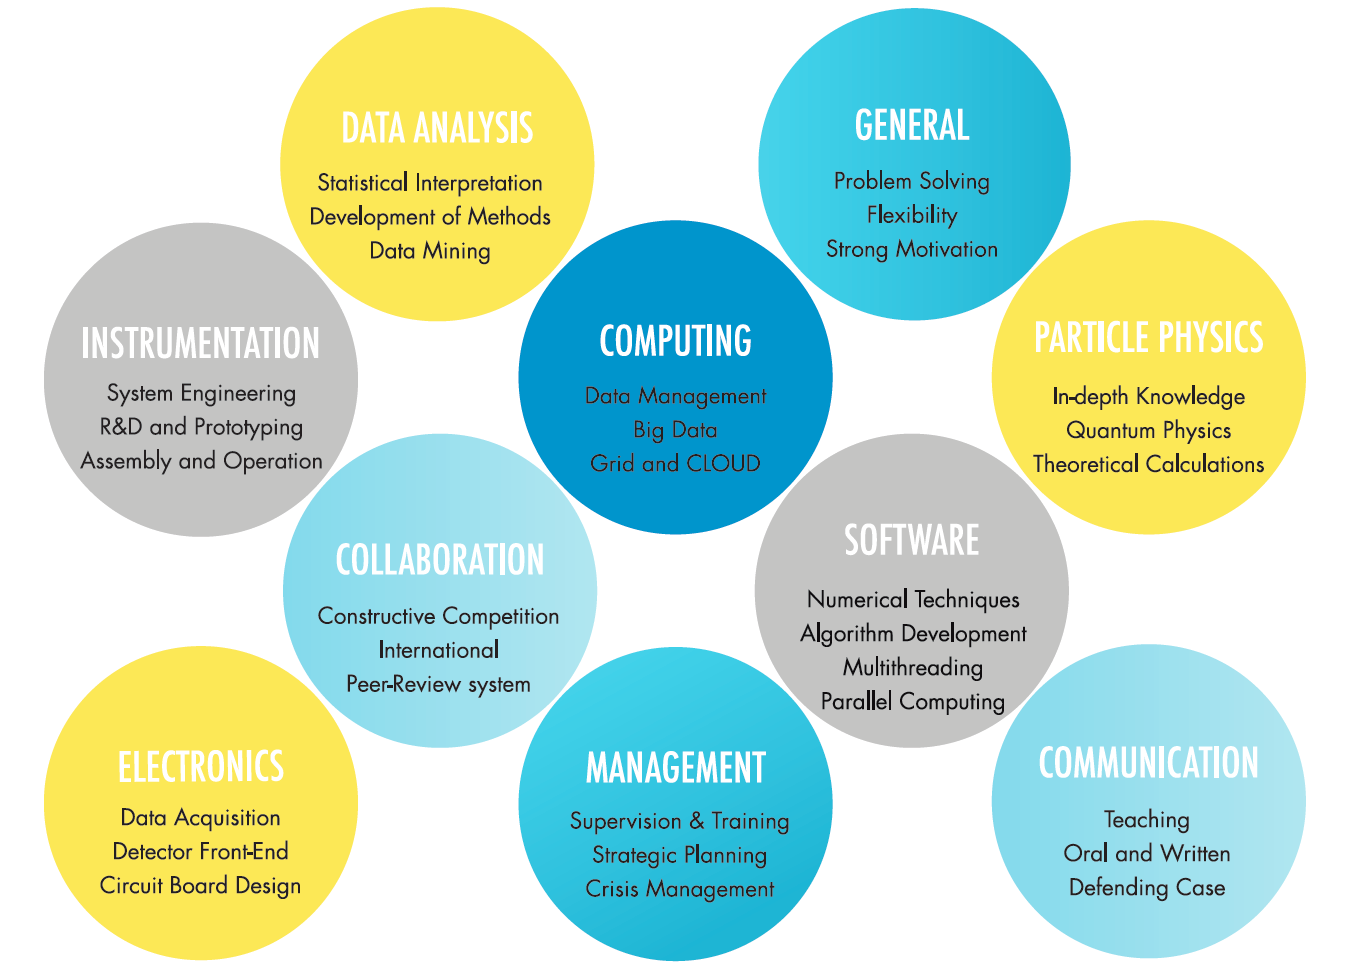 DATA ANALYSIS
Statistical Interpretation
Development of Methods
Data Mining
GENERAL
Problem Solving
Flexibility
Strong Motivation
INSTRUMENTATION
System Engineering
R&D and Prototyping
Assembly and Operation
COMPUTING
Data Management
Big Data
Grid and CLOUD
PARTICLE PHYSICS
In-depth Knowledge
Quantum Physics
Theoretical Calculations
COLLABORATION
Constructive Competition
International
Peer-Review system
SOFTWARE
Numerical Techniques
Algorithm Development
Multithreading
Parallel Computing
ELECTRONICS
Data Acquisition
Detector Front-End
Circuit Board Design
MANAGEMENT
Supervision & Training
Strategic Planning
Crisis Management
COMMUNICATION
Teaching
Oral and Written
Defending Case